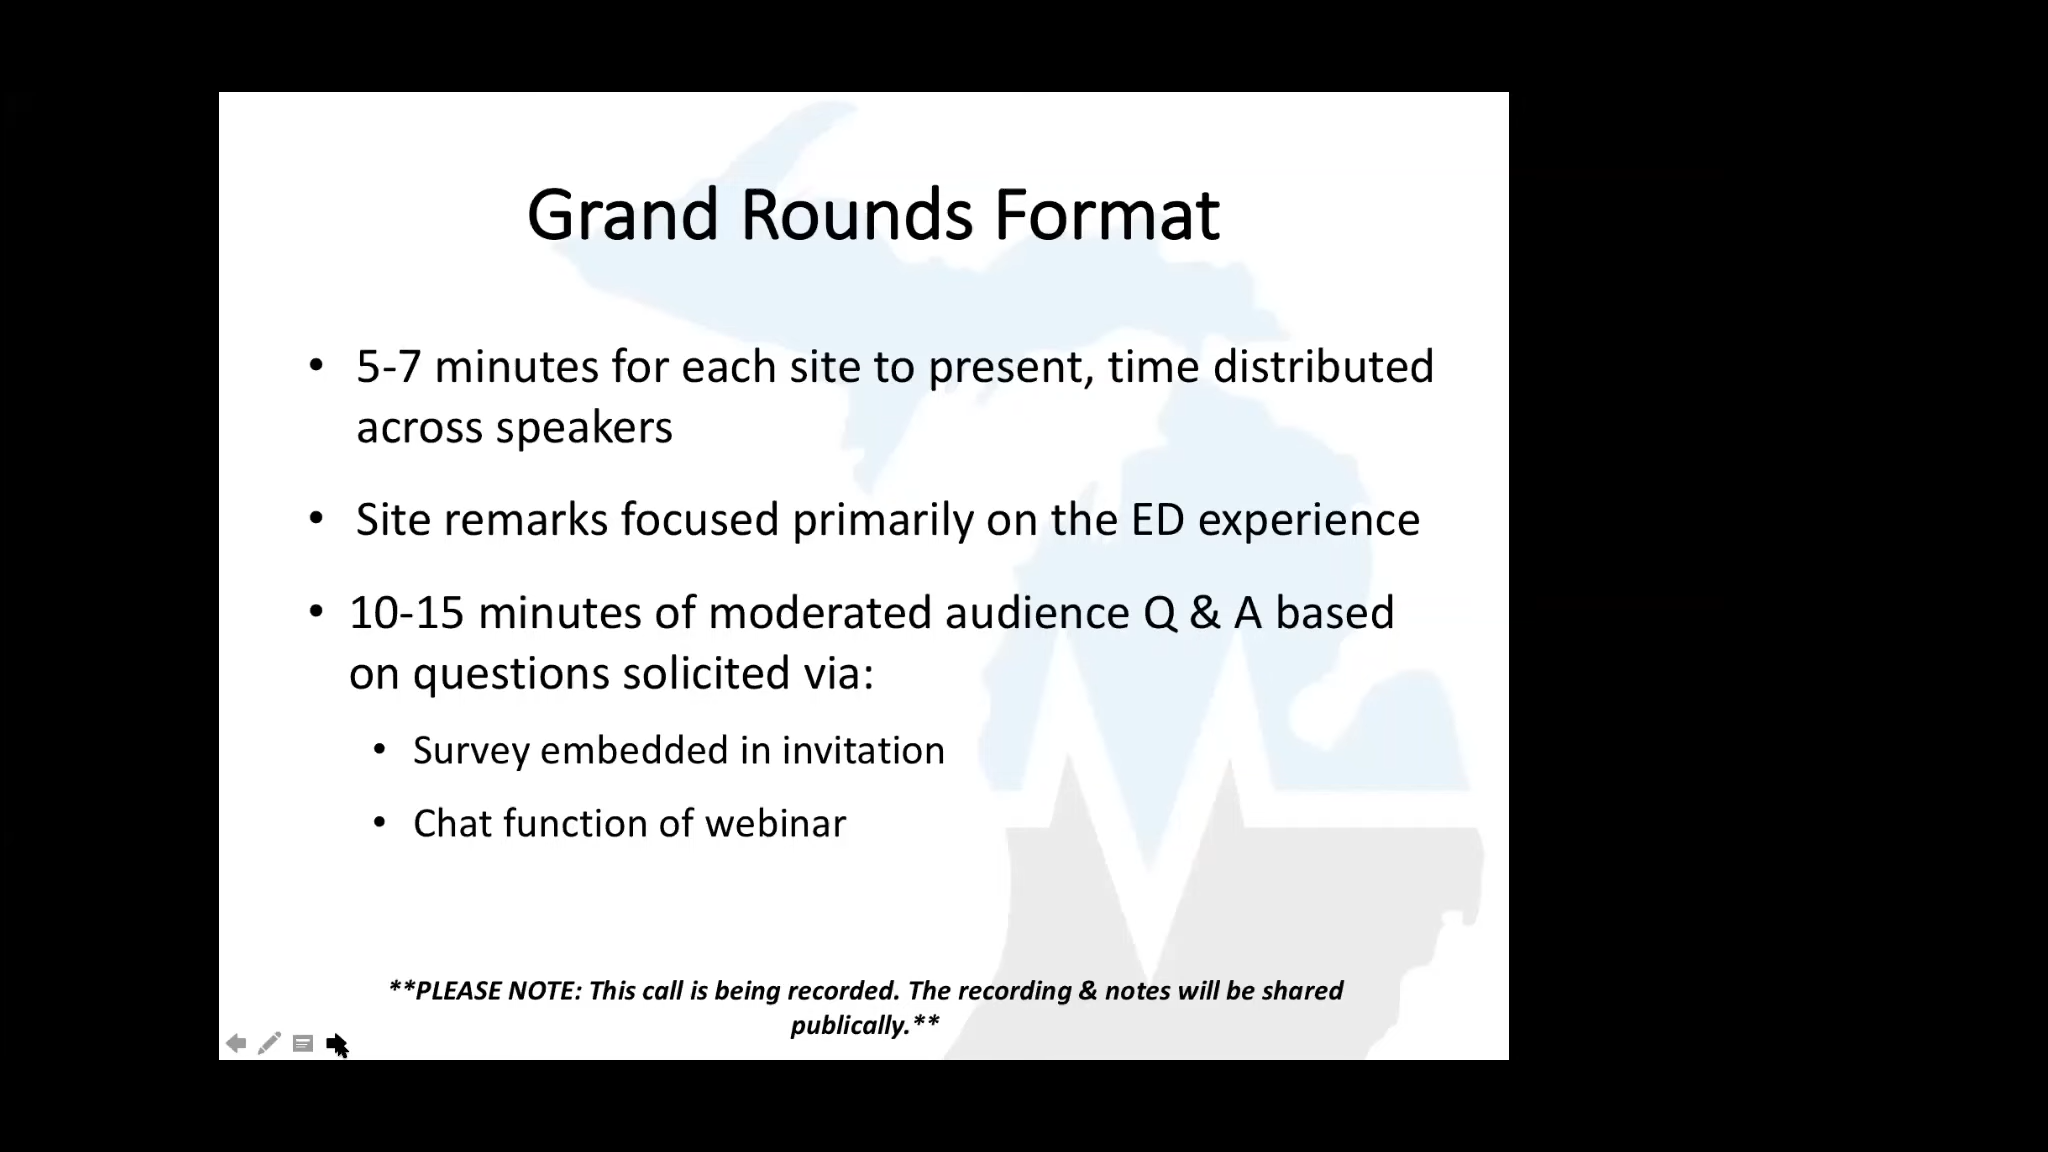 Grand Rounds Format
• 5-7 minutes for each site to present, time distributed
across speakers
• Site remarks focused primarily on the ED experience
• 10-15 minutes of moderated audience Q & A based
on questions solicited via:
• Survey embedded in invitation
• Chat function of webinar
**PLEASE NOTE: This call is being recorded. The recording & notes will be shared
publically.**